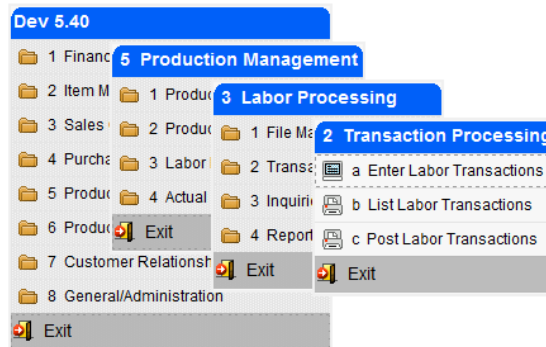 Dev 5.40
1 Financ
2 Item M
3 Sales
4 Purcha
5 Produc
6 Produc
7 Customer Relationsh
8 General/Administration
Exit
5 Production Management
1 Produc
2 Produc
3 Labor
4 Actual
Exit
3 Labor Processing
1 File Ma
2 Transa
3 Inquiri
4 Report
Exit
2 Transaction Processing
a Enter Labor Transactions
b List Labor Transactions
c Post Labor Transactions
Exit